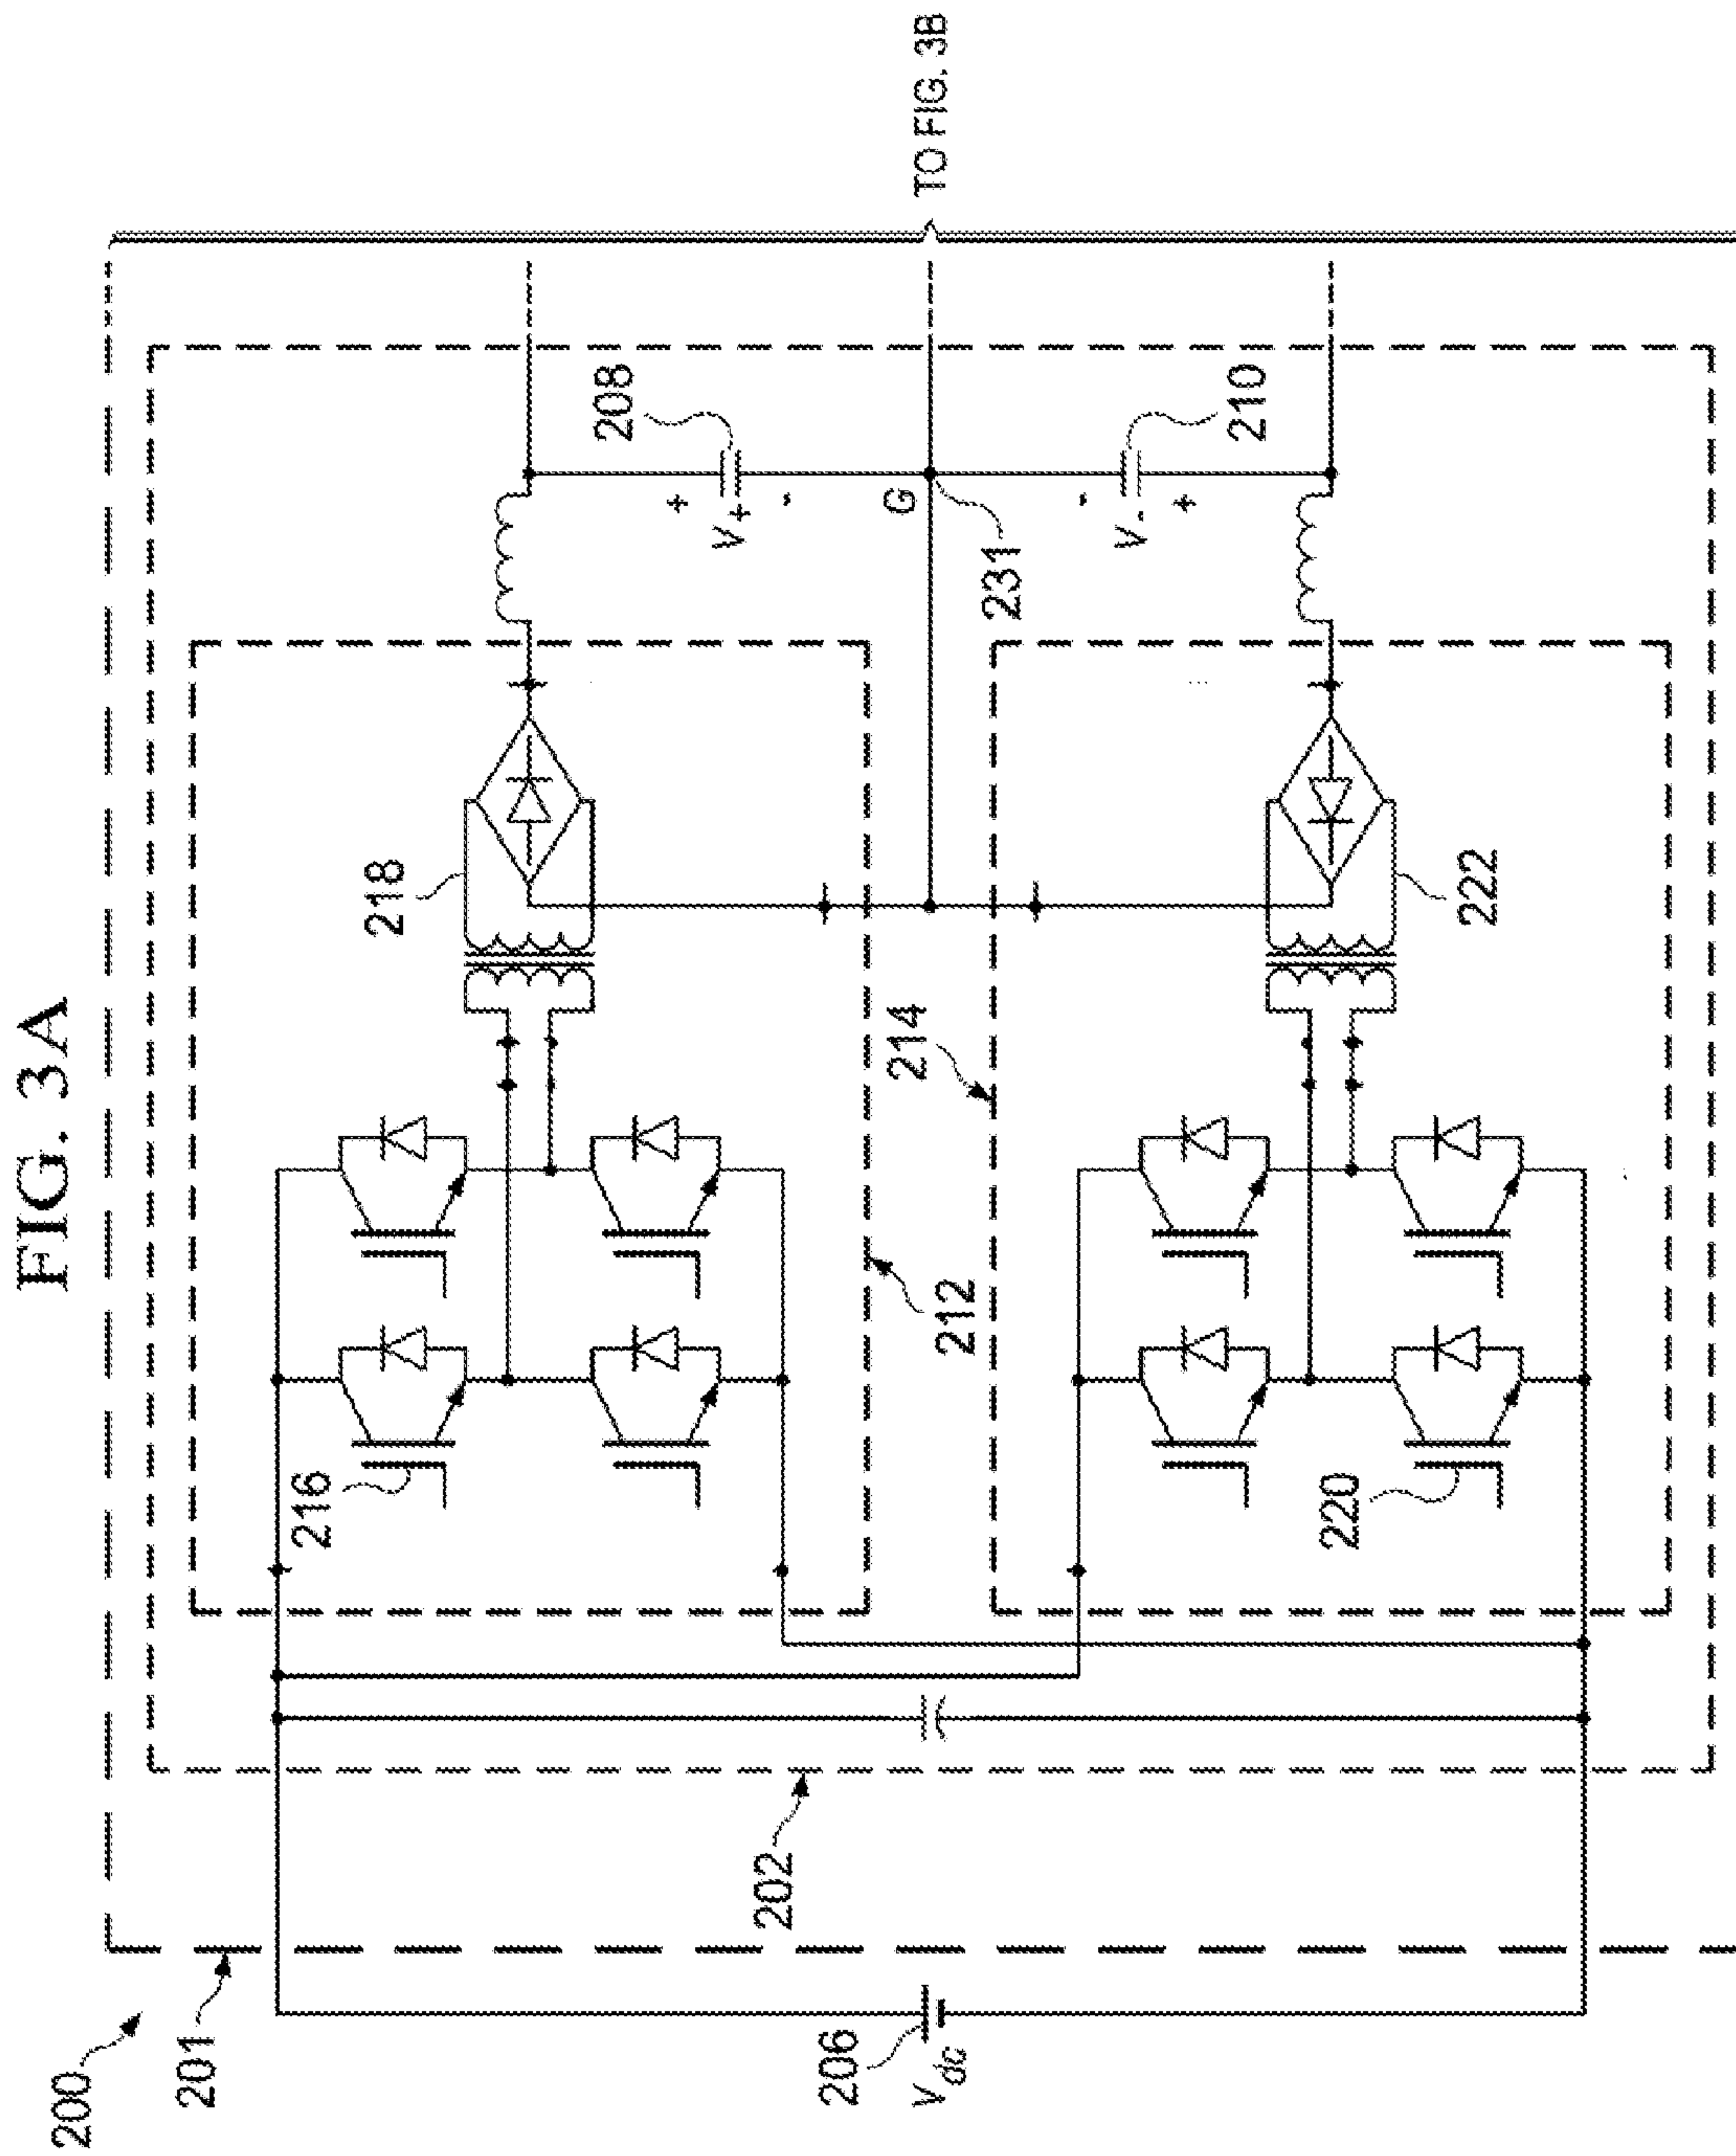 FIG. 3A
200
201
202
206
Vdc
212
214
216
218
220
222
208
V+
+
-
G
231
210
V-
-
+
TO FIG. 3B